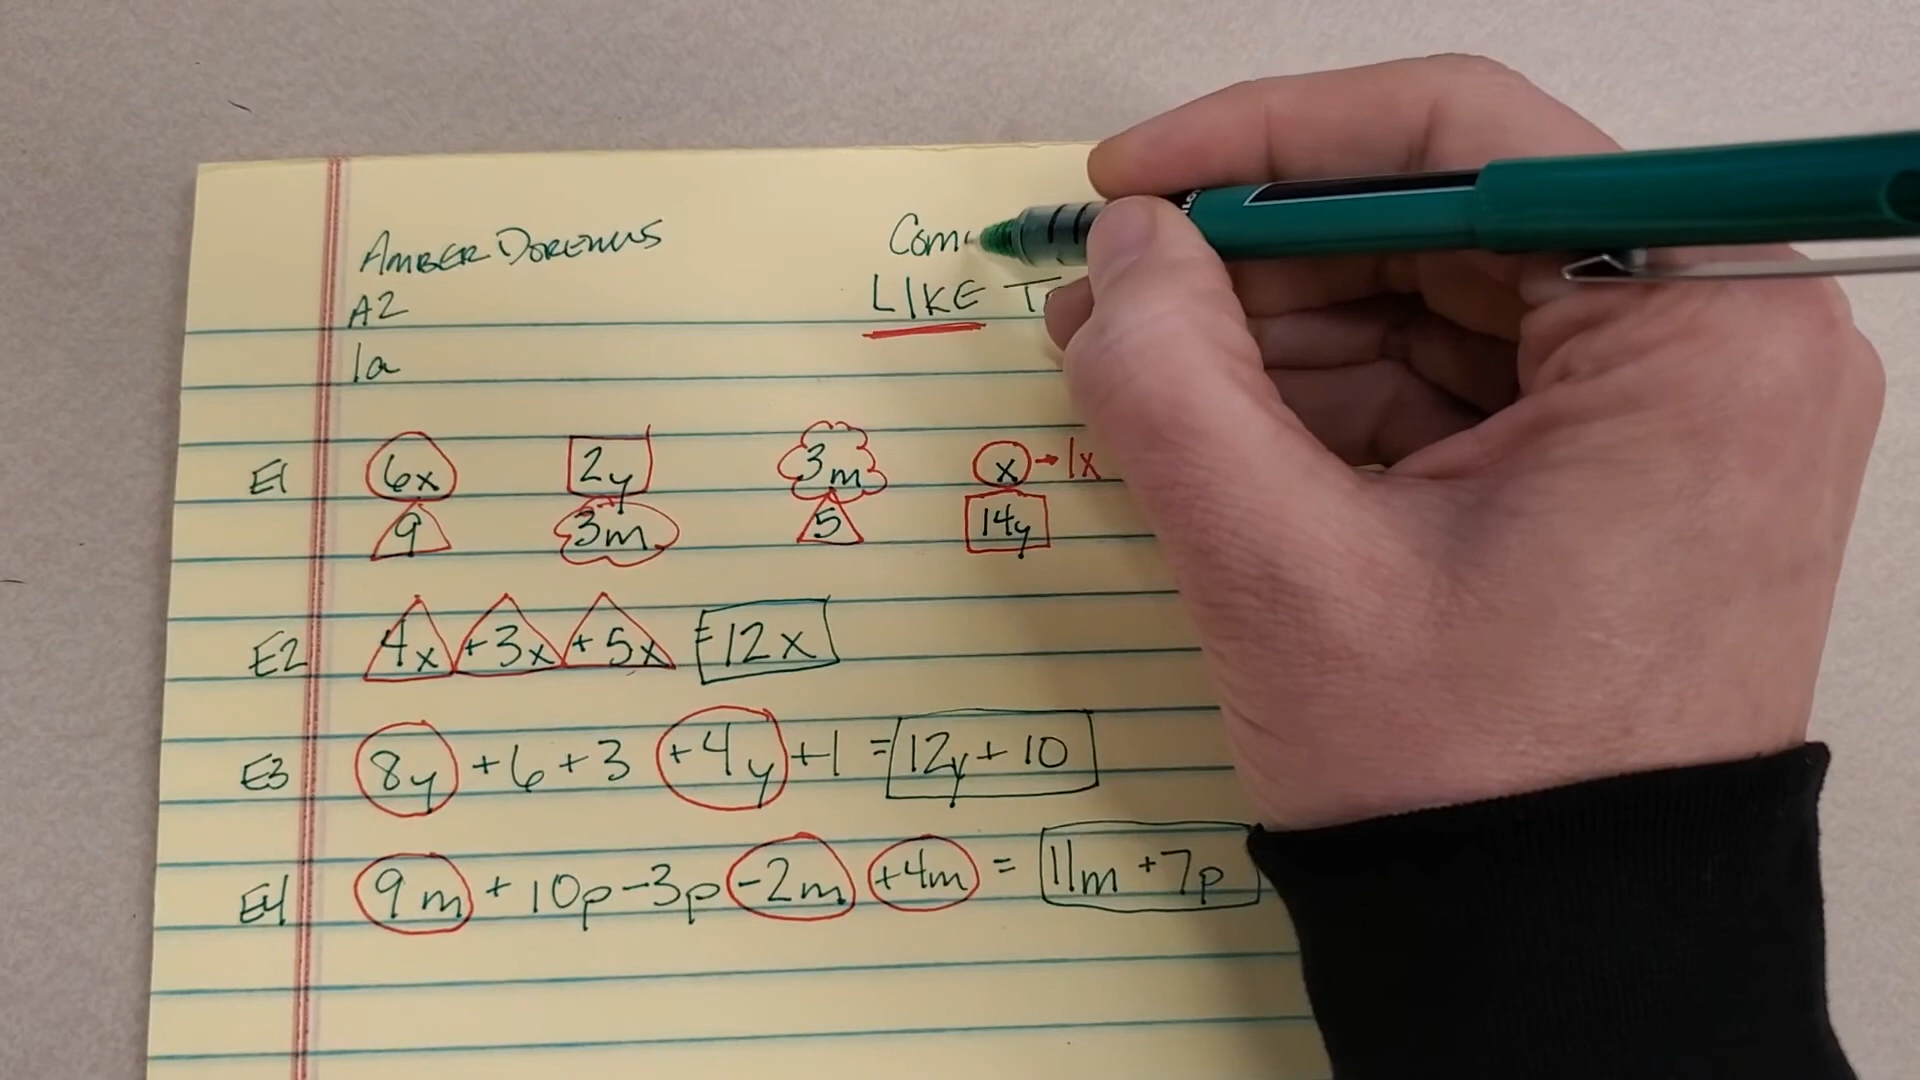 AMBER DOREMUS
A2
1a
LIKE
E1 6x 2y 3m x → 1x
9 3m 5 14y
E2 4x +3x +5x =12x
E3 8y +6+3 +4y +1 = 12y+10
E4 9m + 10p-3p -2m +4m = 11m +7p